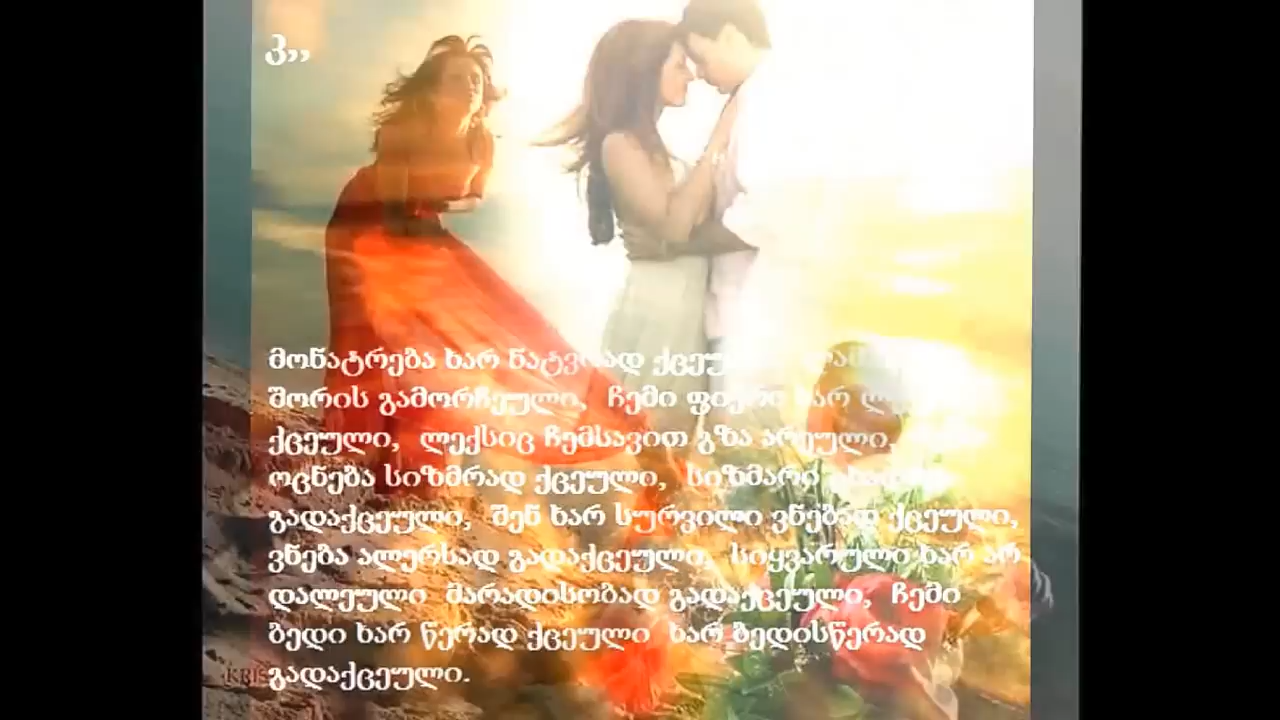 კ,,
მონატრება ხარ ნატვრად ქცეული
შორის გამორჩეული, ჩემი ფიქრი ხარ
ქცეული, ლექსიც ჩემსავით გზა არეული,
ოცნება სიზმრად ქცეული, სიზმარი
გადაქცეული, შენ ხარ სურვილი ვნებად ქცეული,
ვნება ალერსად გადაქცეული, სიყვარული ხარ არ
დალეული მარადისობად გადაქცეული, ჩემი
ბედი ხარ წერად ქცეული ხარ ბედისწერად
გადაქცეული.